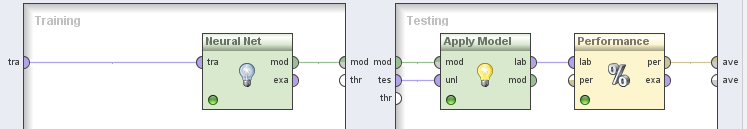 Training
Testing
Neural Net
Apply Model
Performance
tra tra mod mod mod mod lab lab per ave
exa thr tes unl mod per exa ave
thr